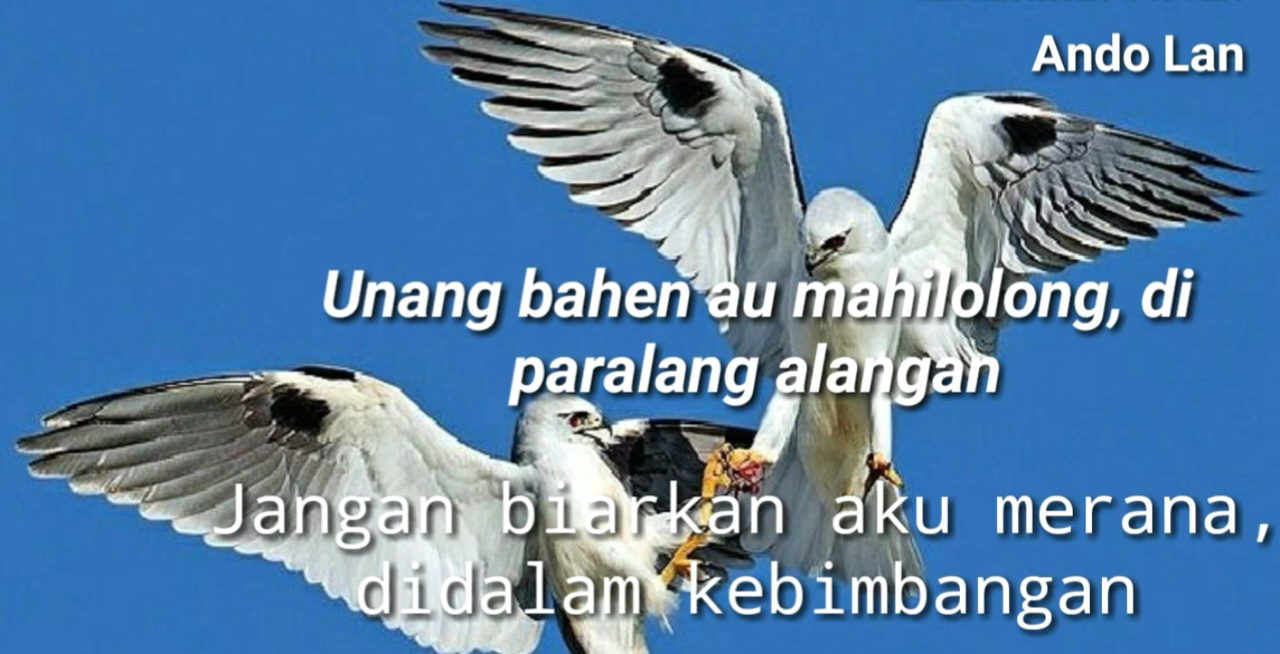 Ando Lan
Unang bahen au mahilolong, di
paralang alangan
Jangan biarkan aku merana,
didalam kebimbangan